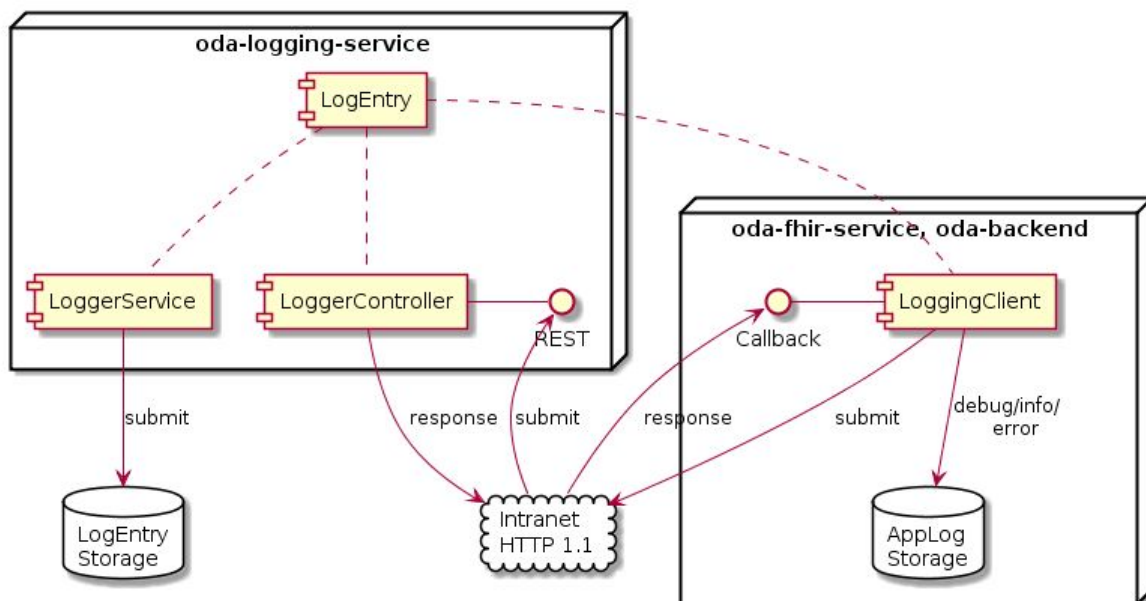 oda-logging-service
LogEntry
oda-fhir-service, oda-backend
LoggerService
LoggerController
REST
Callback
LoggingClient
submit
response
submit
response
submit
debug/info/
error
LogEntry
Storage
Intranet
HTTP 1.1
AppLog
Storage